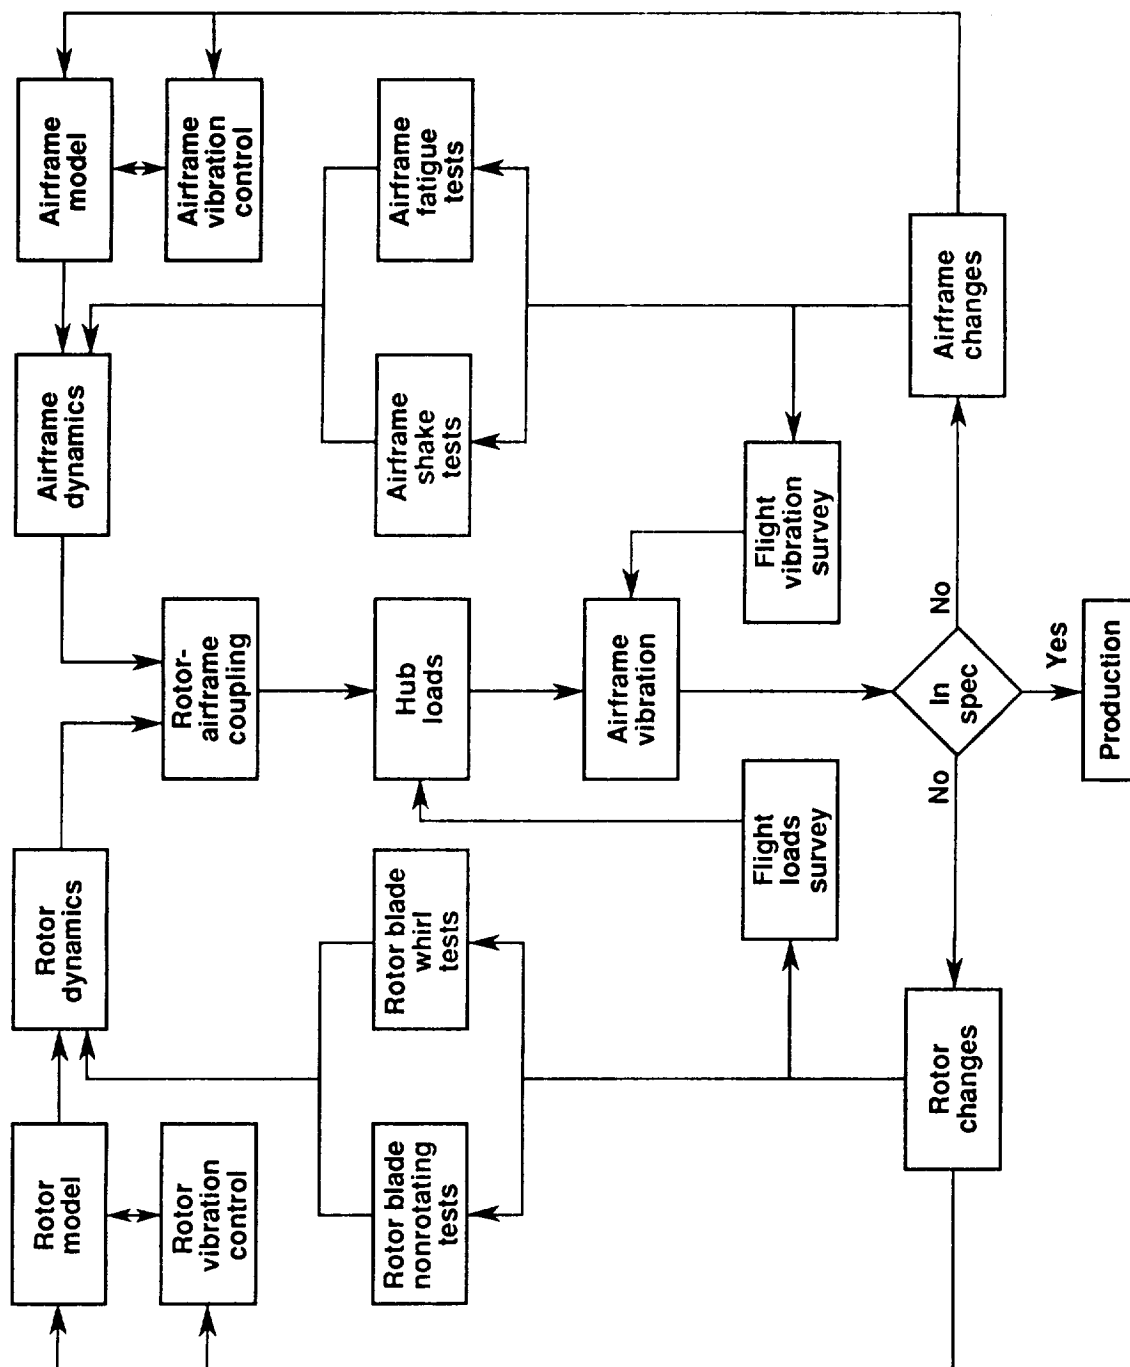 Rotor
model
Rotor
dynamics
Airframe
dynamics
Airframe
model
Rotor
vibration
control
Rotor-
airframe
coupling
Airframe
vibration
control
Rotor blade
nonrotating
tests
Rotor blade
whirl
tests
Hub
loads
Airframe
shake
tests
Airframe
fatigue
tests
Airframe
vibration
Flight
loads
survey
Flight
vibration
survey
Rotor
changes
No
In
spec
No
Airframe
changes
Yes
Production